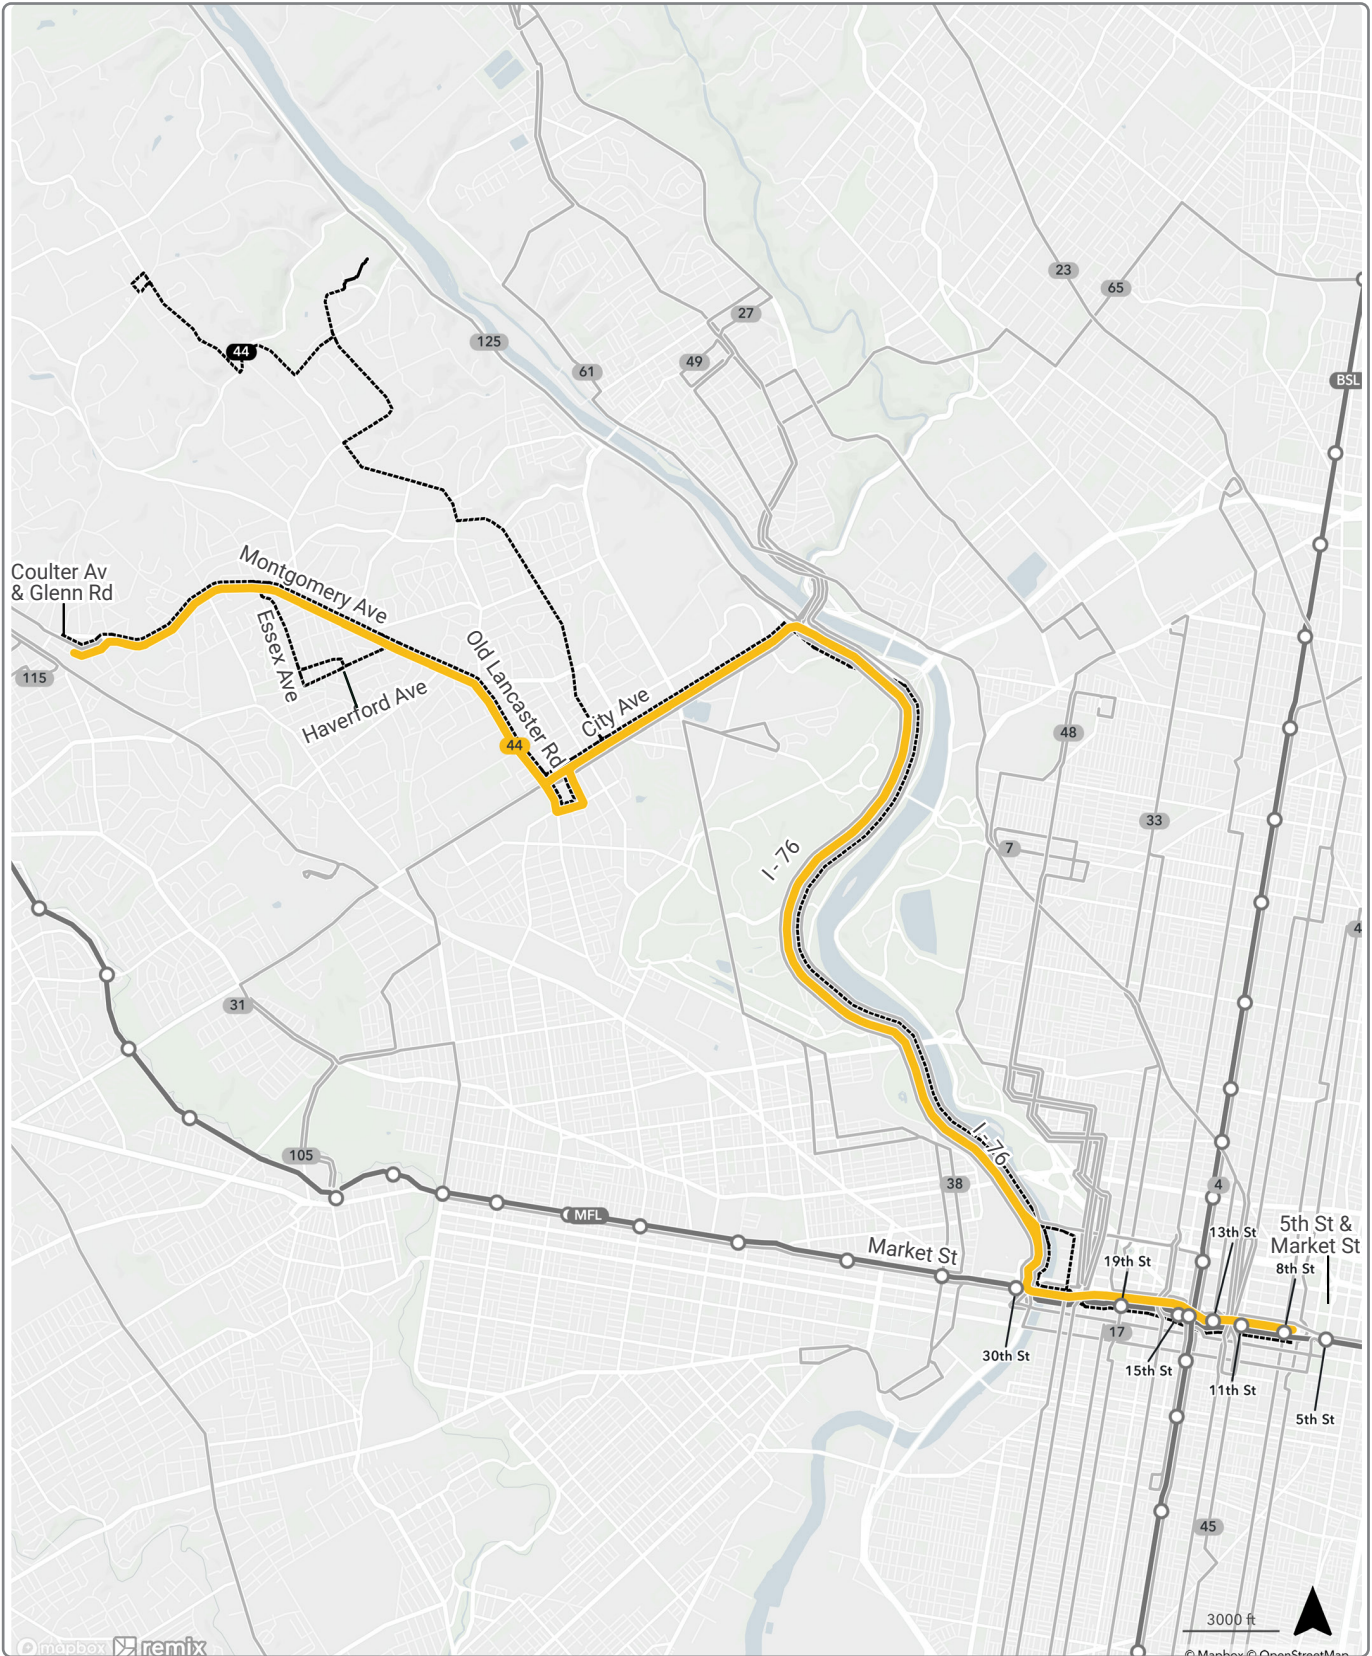 23
65
27
125
49
61
44
BSL
Coulter Av
& Glenn Rd
Montgomery Ave
Essex Ave
Old Lancaster Rd
115
Haverford Ave
City Ave
44
48
33
7
I - 76
4
31
I - 76
105
38
4
MFL
13th St
5th St &
Market St
Market St
19th St
8th St
17
30th St
15th St
11th St
5th St
45
3000 ft
mapbox
remix
© Mapbox © OpenStreetMap